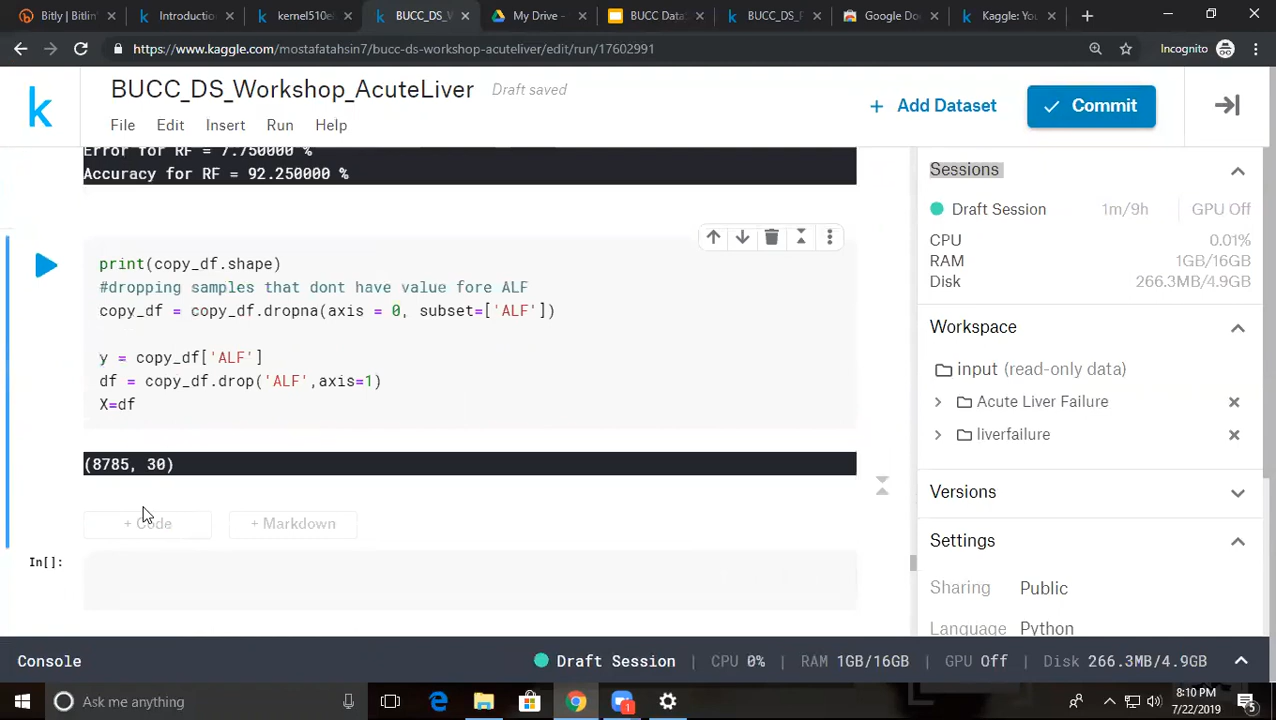 Bitly |
Introduction
kernel510e
BUCC_DS_W
My Drive -
BUCC Data
BUCC_DS_F
Google Do
Kaggle: You
https://www.kaggle.com/mostafatahsin7/bucc-ds-workshop-acuteliver/edit/run/17602991
Incognito
k
BUCC_DS_Workshop_AcuteLiver
Draft saved
File Edit Insert Run Help
+ Add Dataset
Commit
Error for RF = 7.750000 %
Accuracy for RF = 92.250000 %
print(copy_df.shape)
#dropping samples that dont have value fore ALF
copy_df = copy_df.dropna(axis = 0, subset=['ALF'])
y = copy_df['ALF']
df = copy_df.drop('ALF',axis=1)
X=df
(8785, 30)
+ Code
+ Markdown
In[]:
Sessions
Draft Session 1m/9h GPU Off
CPU 0.01%
RAM 1GB/16GB
Disk 266.3MB/4.9GB
Workspace
input (read-only data)
Acute Liver Failure
liverfailure
Versions
Settings
Sharing Public
Language Python
Console
Draft Session | CPU 0% | RAM 1GB/16GB | GPU Off | Disk 266.3MB/4.9GB
Ask me anything
1
8:10 PM
7/22/2019
5